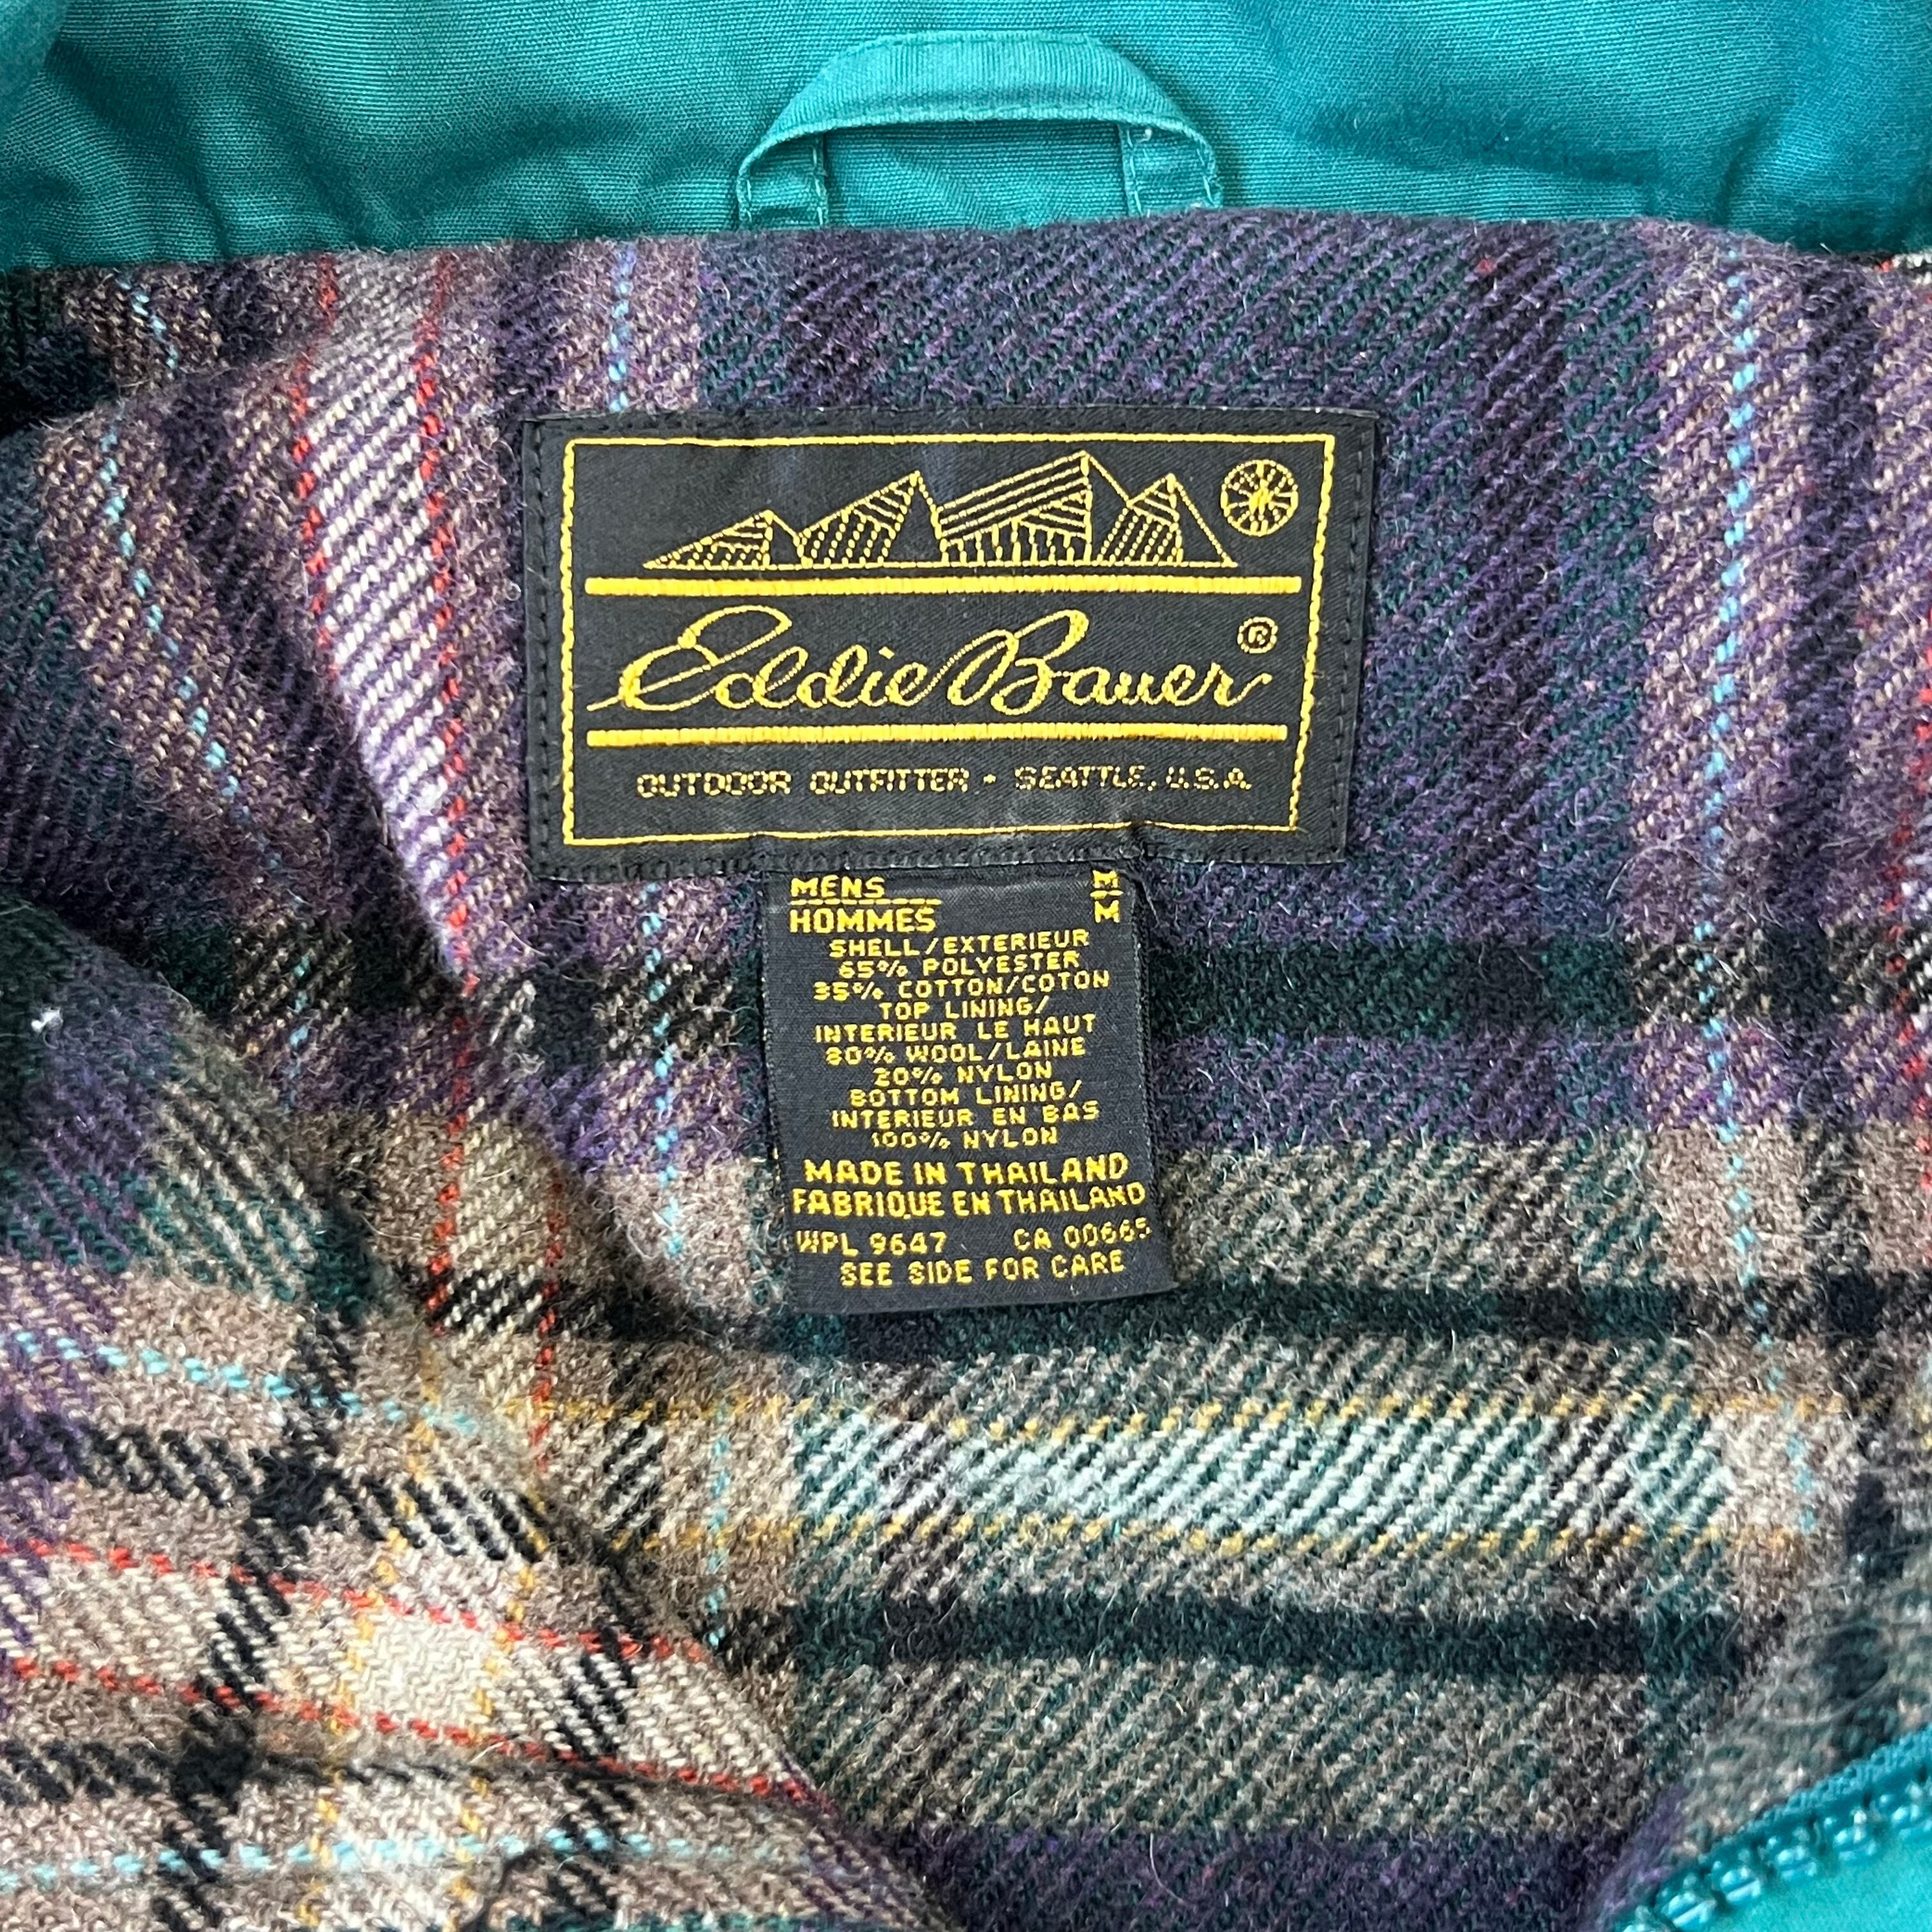 Eddie Bauer®
OUTDOOR OUTFITTER - SEATTLE, U.S.A.
MENS M
HOMMES M
SHELL/EXTERIEUR
65% POLYESTER
35% COTTON/COTON
TOP LINING/
INTERIEUR LE HAUT
80% WOOL/LAINE
20% NYLON
BOTTOM LINING/
INTERIEUR EN BAS
100% NYLON
MADE IN THAILAND
FABRIQUE EN THAILAND
WPL 9647 CA 00665
SEE SIDE FOR CARE